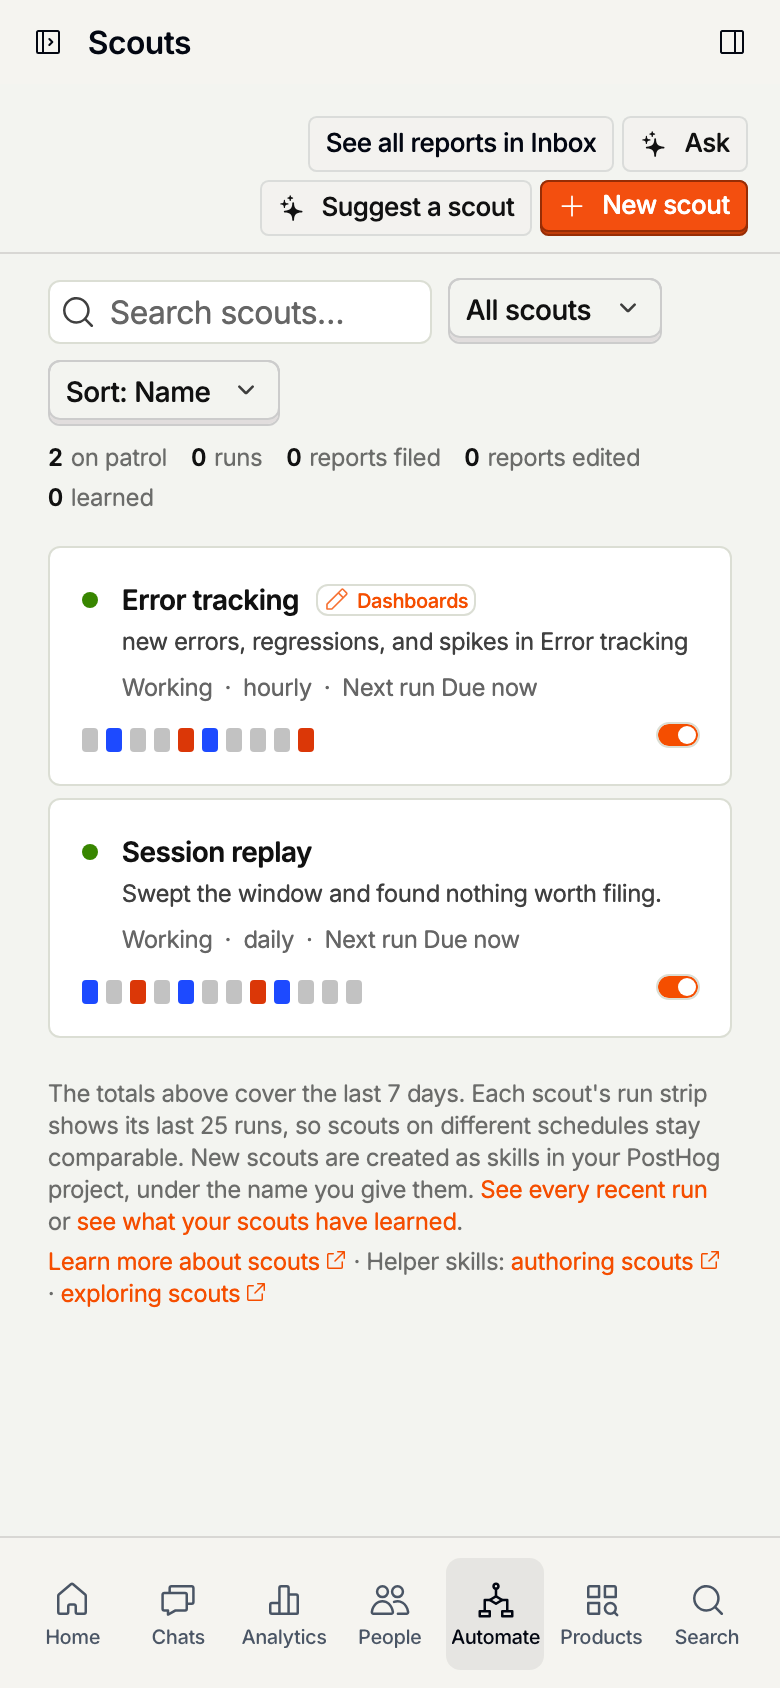 Scouts
See all reports in Inbox
Ask
Suggest a scout
New scout
Search scouts...
All scouts
Sort: Name
2 on patrol 0 runs 0 reports filed 0 reports edited
0 learned
Error tracking
Dashboards
new errors, regressions, and spikes in Error tracking
Working · hourly · Next run Due now
Session replay
Swept the window and found nothing worth filing.
Working · daily · Next run Due now
The totals above cover the last 7 days. Each scout's run strip
shows its last 25 runs, so scouts on different schedules stay
comparable. New scouts are created as skills in your PostHog
project, under the name you give them. See every recent run
or see what your scouts have learned.
Learn more about scouts · Helper skills: authoring scouts
· exploring scouts
Home
Chats
Analytics
People
Automate
Products
Search